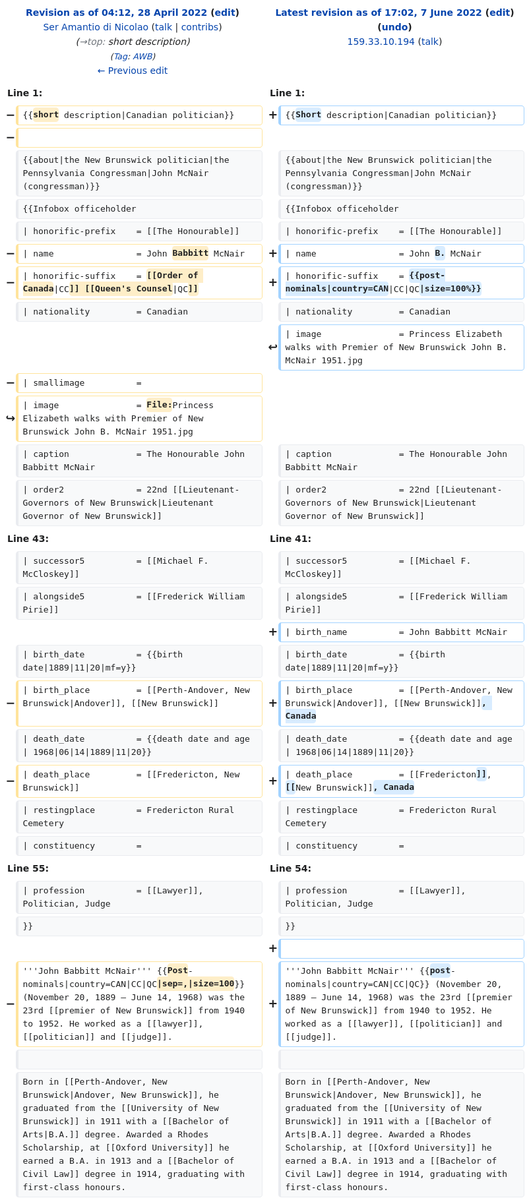 Revision as of 04:12, 28 April 2022 (edit)
Ser Amantio di Nicolao (talk | contribs)
(→top: short description)
(Tag: AWB)
← Previous edit
Latest revision as of 17:02, 7 June 2022 (edit)
(undo)
159.33.10.194 (talk)
Line 1:
Line 1:
− {{short description|Canadian politician}}
+ {{Short description|Canadian politician}}
−
{{about|the New Brunswick politician|the
Pennsylvania Congressman|John McNair
(congressman)}}
{{about|the New Brunswick politician|the
Pennsylvania Congressman|John McNair
(congressman)}}
{{Infobox officeholder
{{Infobox officeholder
| honorific-prefix = [[The Honourable]]
| honorific-prefix = [[The Honourable]]
− | name = John Babbitt McNair
+ | name = John B. McNair
− | honorific-suffix = [[Order of
Canada|CC]] [[Queen's Counsel|QC]]
+ | honorific-suffix = {{post-
nominals|country=CAN|CC|QC|size=100%}}
| nationality = Canadian
| nationality = Canadian
↩ | image = Princess Elizabeth
walks with Premier of New Brunswick John B.
McNair 1951.jpg
− | smallimage =
↪ | image = File:Princess
Elizabeth walks with Premier of New
Brunswick John B. McNair 1951.jpg
| caption = The Honourable John
Babbitt McNair
| caption = The Honourable John
Babbitt McNair
| order2 = 22nd [[Lieutenant-
Governors of New Brunswick|Lieutenant
Governor of New Brunswick]]
| order2 = 22nd [[Lieutenant-
Governors of New Brunswick|Lieutenant
Governor of New Brunswick]]
Line 43:
Line 41:
| successor5 = [[Michael F.
McCloskey]]
| successor5 = [[Michael F.
McCloskey]]
| alongside5 = [[Frederick William
Pirie]]
| alongside5 = [[Frederick William
Pirie]]
+ | birth_name = John Babbitt McNair
| birth_date = {{birth
date|1889|11|20|mf=y}}
| birth_date = {{birth
date|1889|11|20|mf=y}}
− | birth_place = [[Perth-Andover, New
Brunswick|Andover]], [[New Brunswick]]
+ | birth_place = [[Perth-Andover, New
Brunswick|Andover]], [[New Brunswick]],
Canada
| death_date = {{death date and age
| 1968|06|14|1889|11|20}}
| death_date = {{death date and age
| 1968|06|14|1889|11|20}}
− | death_place = [[Fredericton, New
Brunswick]]
+ | death_place = [[Fredericton]],
[[New Brunswick]], Canada
| restingplace = Fredericton Rural
Cemetery
| restingplace = Fredericton Rural
Cemetery
| constituency =
| constituency =
Line 55:
Line 54:
| profession = [[Lawyer]],
Politician, Judge
| profession = [[Lawyer]],
Politician, Judge
}}
}}
+
− '''John Babbitt McNair''' {{Post-
nominals|country=CAN|CC|QC|sep=,|size=100}}
(November 20, 1889 – June 14, 1968) was the
23rd [[premier of New Brunswick]] from 1940
to 1952. He worked as a [[lawyer]],
[[politician]] and [[judge]].
+ '''John Babbitt McNair''' {{post-
nominals|country=CAN|CC|QC}} (November 20,
1889 – June 14, 1968) was the 23rd [[premier
of New Brunswick]] from 1940 to 1952. He
worked as a [[lawyer]], [[politician]] and
[[judge]].
Born in [[Perth-Andover, New
Brunswick|Andover, New Brunswick]], he
graduated from the [[University of New
Brunswick]] in 1911 with a [[Bachelor of
Arts|B.A.]] degree. Awarded a Rhodes
Scholarship, at [[Oxford University]] he
earned a B.A. in 1913 and a [[Bachelor of
Civil Law]] degree in 1914, graduating with
first-class honours.
Born in [[Perth-Andover, New
Brunswick|Andover, New Brunswick]], he
graduated from the [[University of New
Brunswick]] in 1911 with a [[Bachelor of
Arts|B.A.]] degree. Awarded a Rhodes
Scholarship, at [[Oxford University]] he
earned a B.A. in 1913 and a [[Bachelor of
Civil Law]] degree in 1914, graduating with
first-class honours.